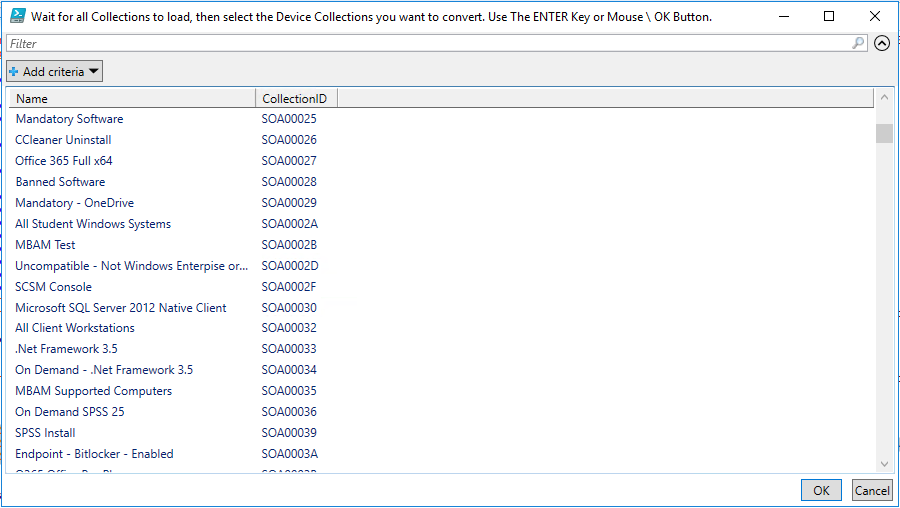 Wait for all Collections to load, then select the Device Collections you want to convert. Use The ENTER Key or Mouse \ OK Button.
Filter
Add criteria
Name CollectionID
Mandatory Software SOA00025
CCleaner Uninstall SOA00026
Office 365 Full x64 SOA00027
Banned Software SOA00028
Mandatory - OneDrive SOA00029
All Student Windows Systems SOA0002A
MBAM Test SOA0002B
Uncompatible - Not Windows Enterpise or... SOA0002D
SCSM Console SOA0002F
Microsoft SQL Server 2012 Native Client SOA00030
All Client Workstations SOA00032
.Net Framework 3.5 SOA00033
On Demand - .Net Framework 3.5 SOA00034
MBAM Supported Computers SOA00035
On Demand SPSS 25 SOA00036
SPSS Install SOA00039
Endpoint - Bitlocker - Enabled SOA0003A
OK Cancel